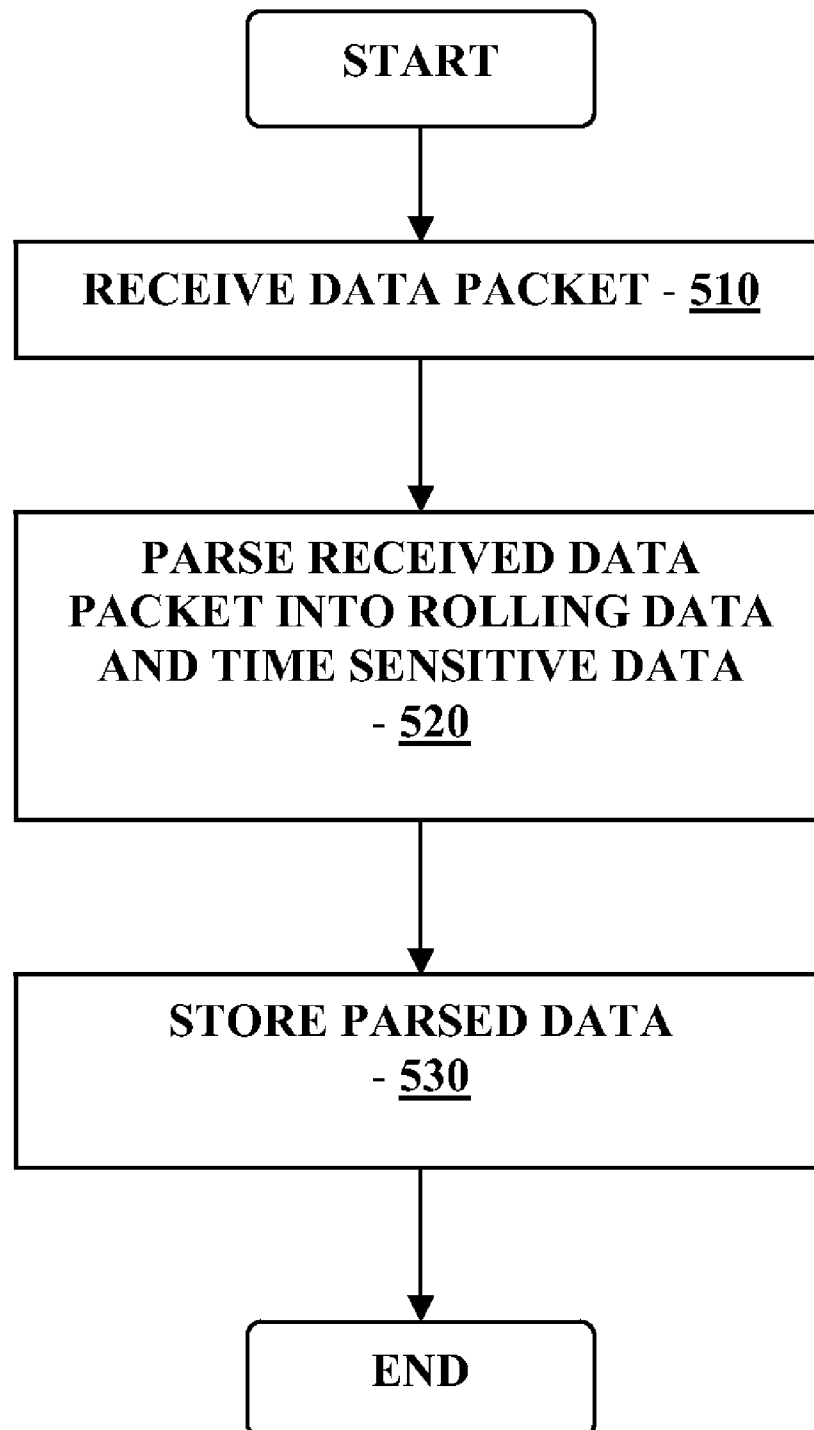 START
RECEIVE DATA PACKET - 510
PARSE RECEIVED DATA
PACKET INTO ROLLING DATA
AND TIME SENSITIVE DATA
- 520
STORE PARSED DATA
- 530
END